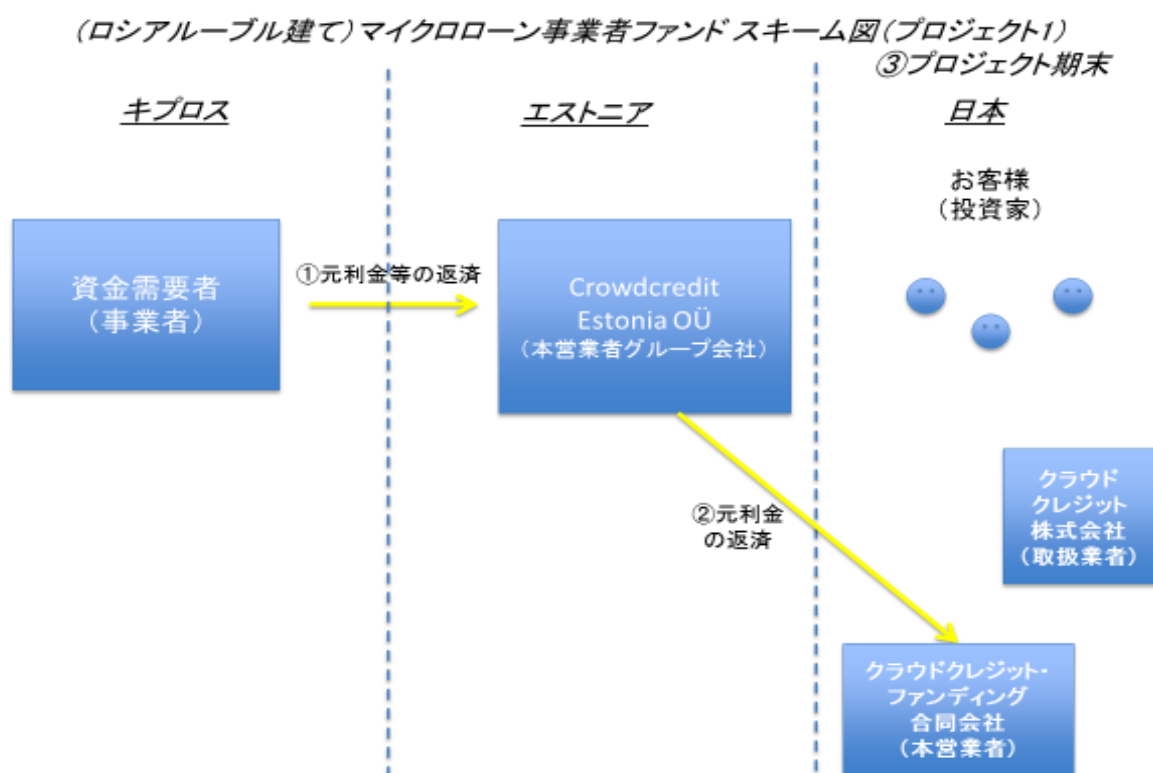 (ロシアルーブル建て)マイクロローン事業者ファンド スキーム図(プロジェクト1)
③プロジェクト期末
キプロス
エストニア
日本
お客様
(投資家)
資金需要者
(事業者)
①元利金等の返済
Crowdcredit
Estonia OÜ
(本営業者グループ会社)
クラウド
クレジット
株式会社
(取扱業者)
②元利金
の返済
クラウドクレジット・
ファンディング
合同会社
(本営業者)